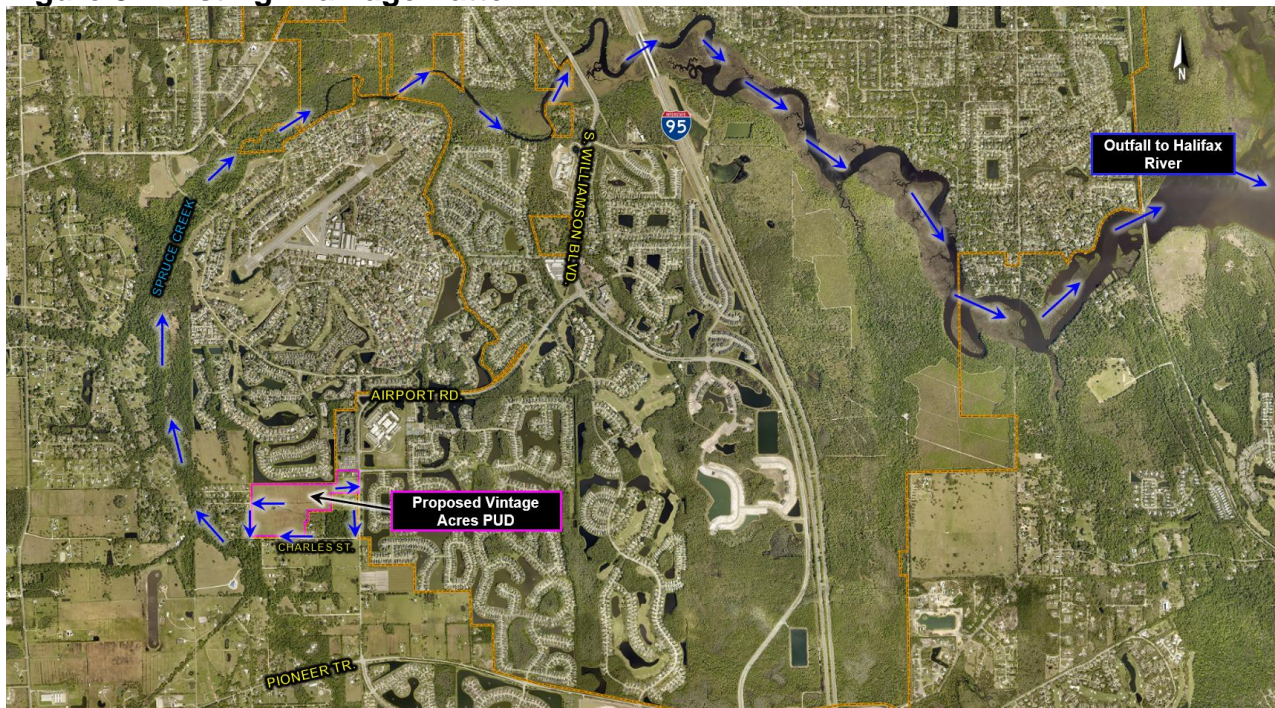 95
S. WILLIAMSON BLVD.
Outfall to Halifax
River
N
SPRUCE CREEK
AIRPORT RD.
Proposed Vintage
Acres PUD
CHARLES ST.
PIONEER TR.